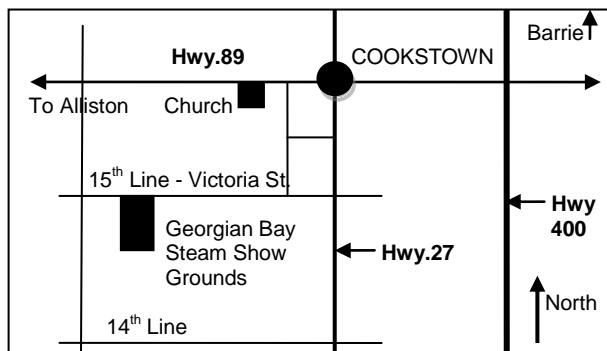 Barrie
Hwy.89
COOKSTOWN
To Alliston
Church
15th Line - Victoria St.
Georgian Bay
Steam Show
Grounds
Hwy
400
Hwy.27
North
14th Line